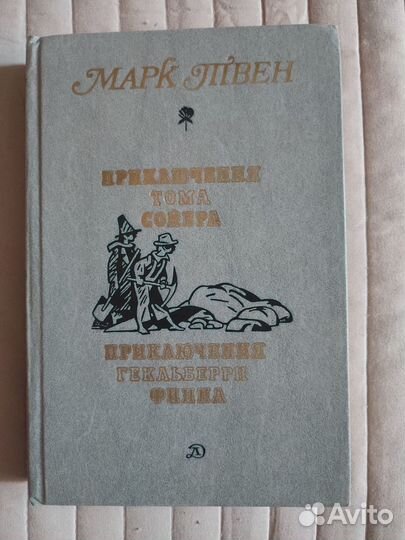 МАРК ТВЕН
ПРИКЛЮЧЕНИЯ
ТОМА
СОЙЕРА
ПРИКЛЮЧЕНИЯ
ГЕКЛЬБЕРРИ
ФИННА
Д
Avito